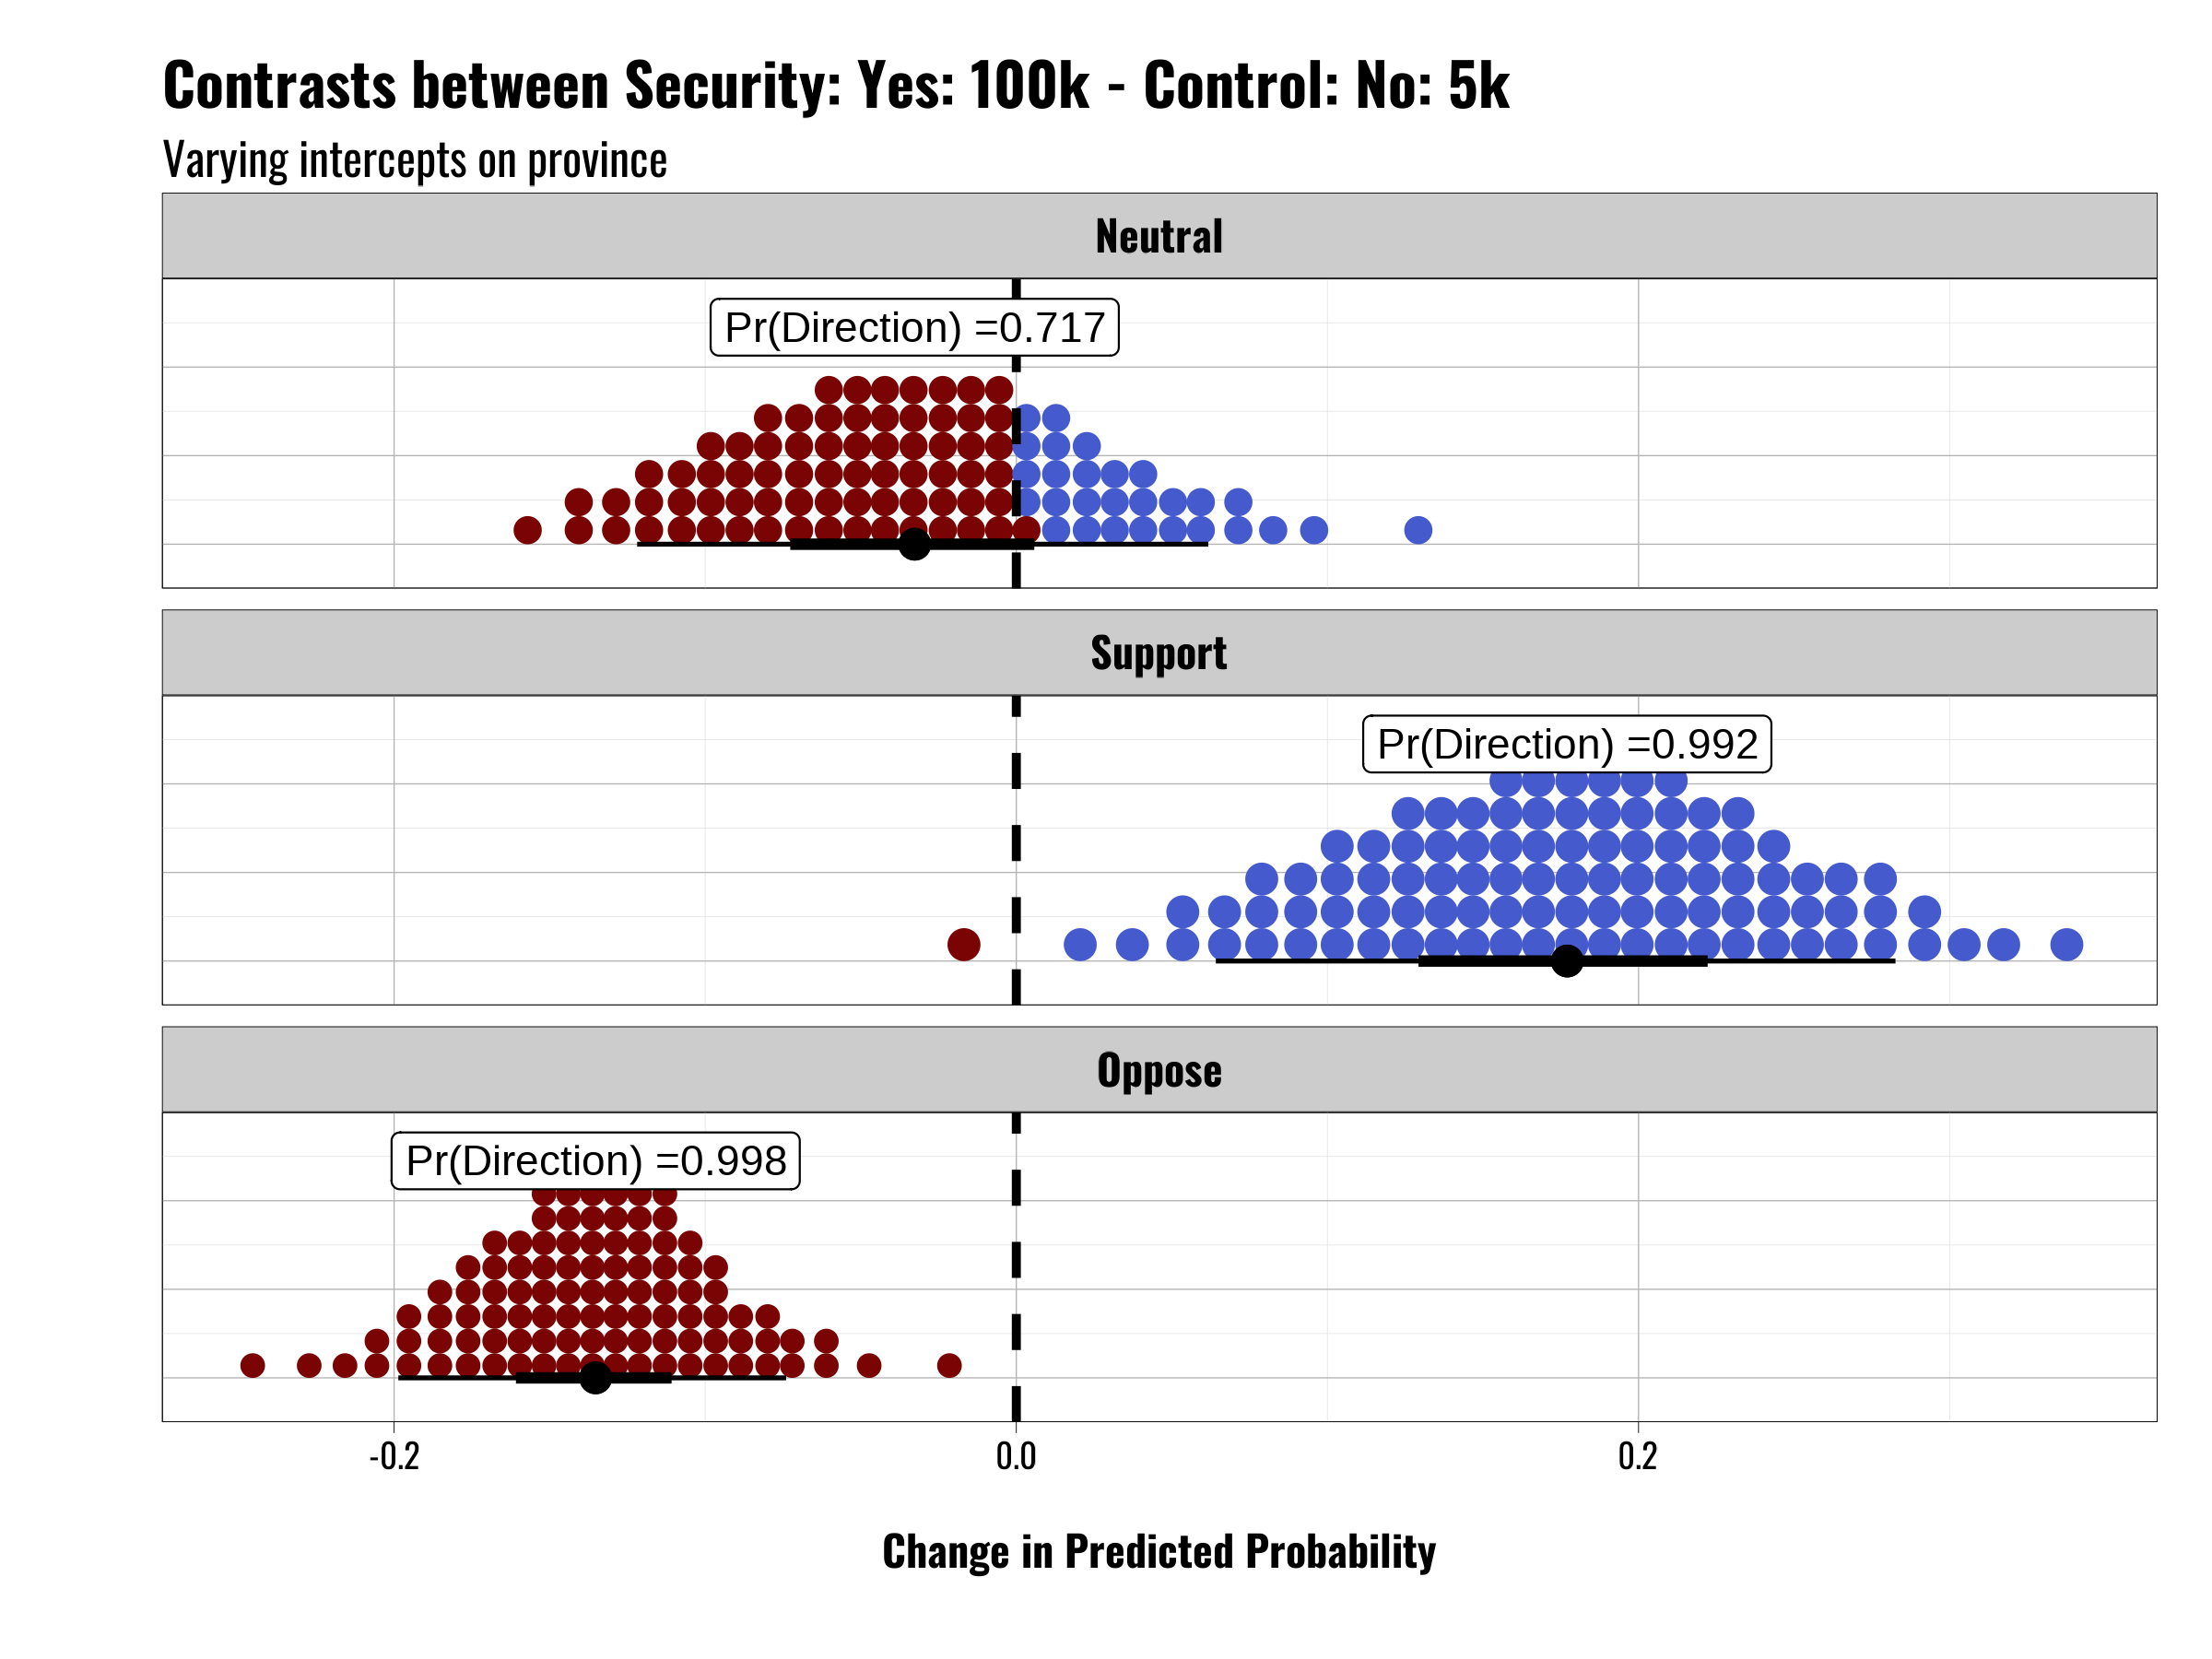 Contrasts between Security: Yes: 100k - Control: No: 5k
Varying intercepts on province
Neutral
Pr(Direction) =0.717
Support
Pr(Direction) =0.992
Oppose
Pr(Direction) =0.998
-0.2 0.0 0.2
Change in Predicted Probability